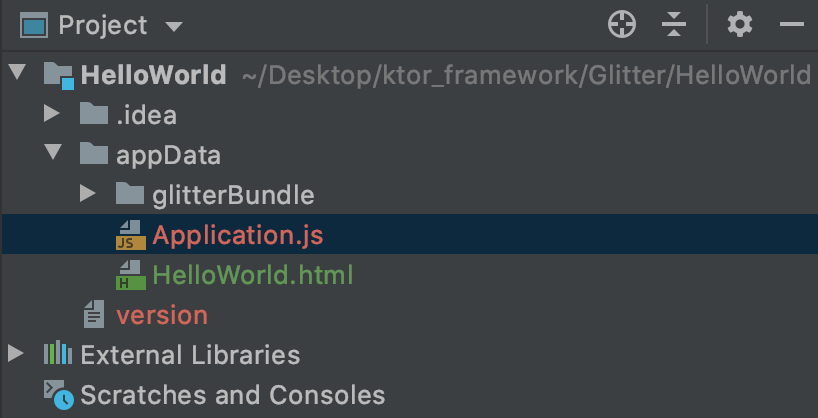 Project
HelloWorld ~/Desktop/ktor_framework/Glitter/HelloWorld
.idea
appData
glitterBundle
JS Application.js
H HelloWorld.html
version
External Libraries
Scratches and Consoles